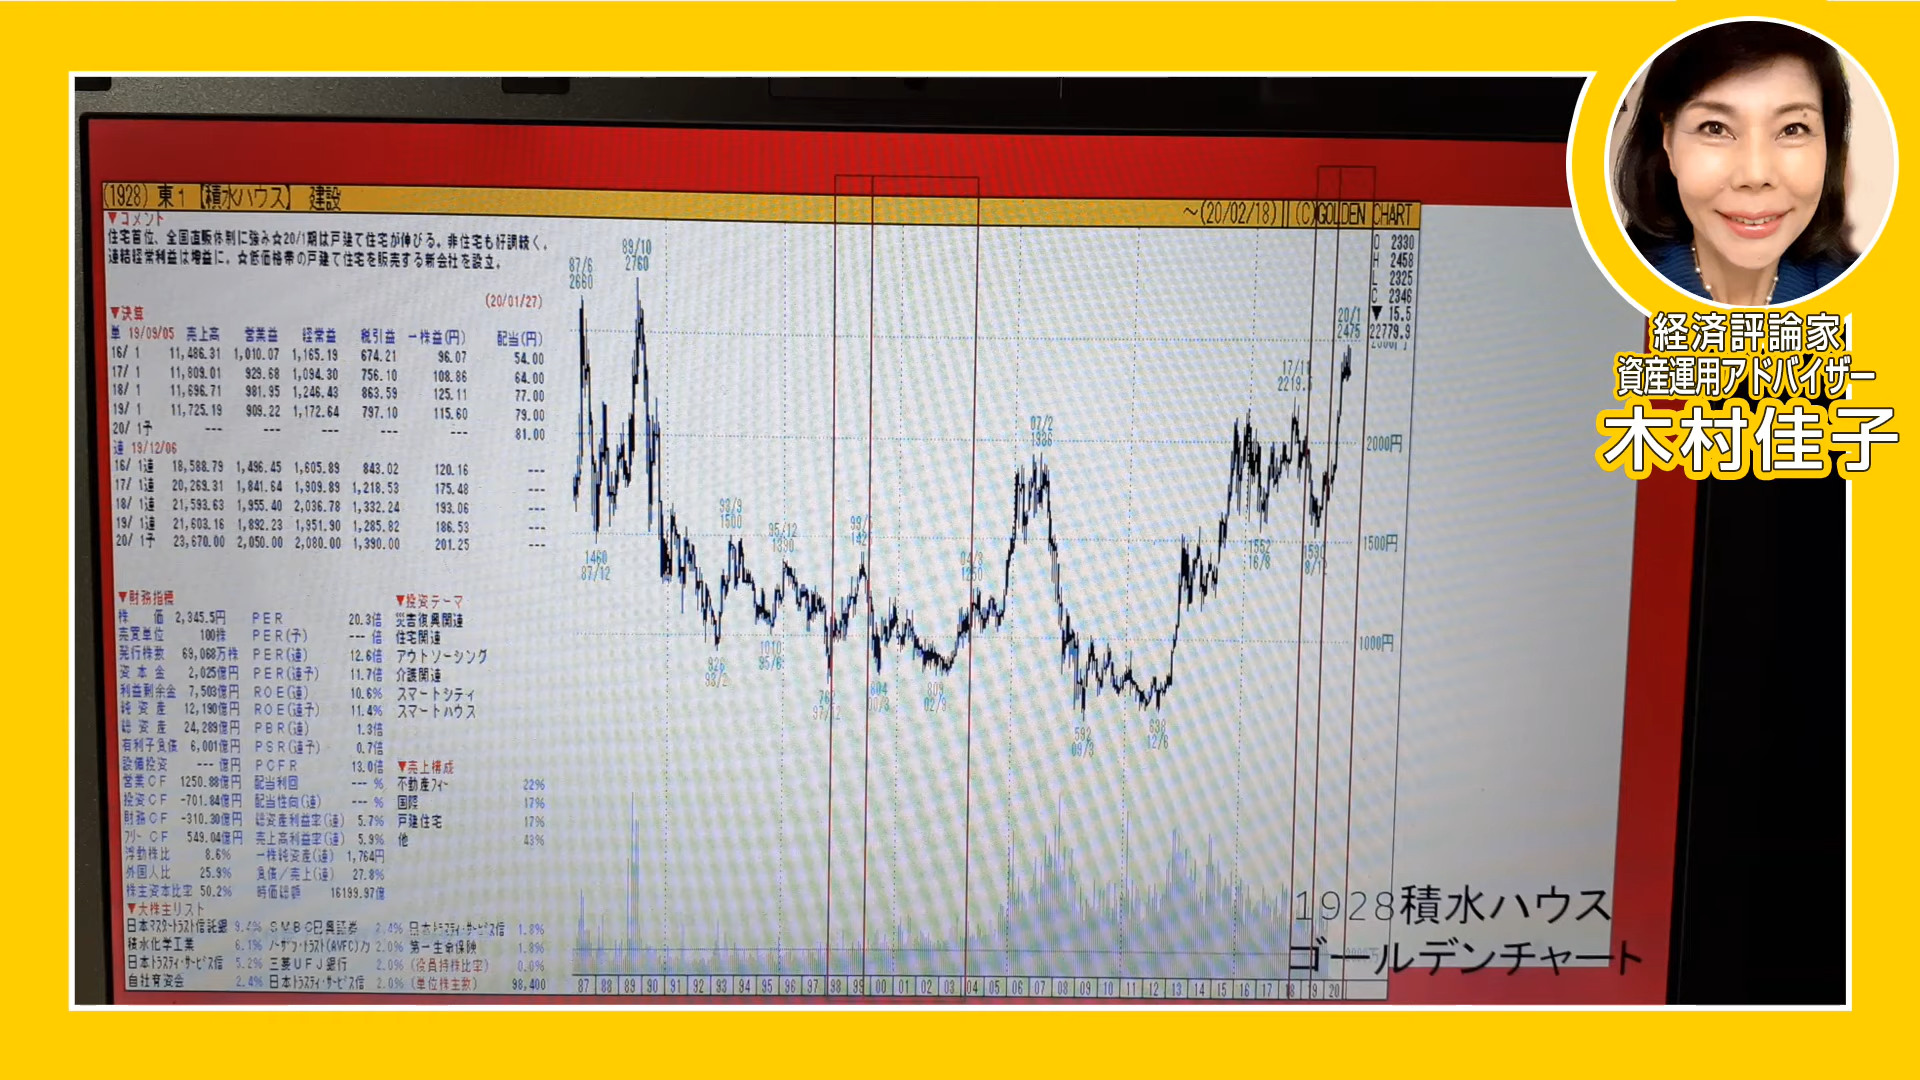 (1928) 東1【積水ハウス】 建設
～(20/02/18) (C)GOLDEN CHART
▼コメント
住宅首位、全国直販体制に強み☆20/1期は戸建て住宅が伸びる。非住宅も好調続く。
連結経常利益は増益に。☆低価格帯の戸建て住宅を販売する新会社を設立。
(20/01/27)
▼決算
単 19/09/05 売上高 営業益 経常益 税引益 一株益(円) 配当(円)
16/ 1 11,486.31 1,010.07 1,165.19 674.21 96.07 54.00
17/ 1 11,809.01 929.68 1,094.30 756.10 108.86 64.00
18/ 1 11,696.71 981.95 1,246.43 863.59 125.11 77.00
19/ 1 11,725.19 909.22 1,172.64 797.10 115.60 79.00
20/ 1予 --- --- --- --- --- 81.00
連 19/12/06
16/ 1連 18,588.79 1,496.45 1,605.89 843.02 120.16 ---
17/ 1連 20,269.31 1,841.64 1,909.89 1,218.53 175.48 ---
18/ 1連 21,593.63 1,955.40 2,036.78 1,332.24 193.06 ---
19/ 1連 21,603.16 1,892.23 1,951.90 1,285.82 186.53 ---
20/ 1予 23,670.00 2,050.00 2,080.00 1,390.00 201.25 ---
▼財務指標
株 価 2,345.5円 PER 20.3倍
売買単位 100株 PER(予) --- 倍
発行株数 69,068万株 PER(連) 12.6倍
資 本 金 2,025億円 PER(連予) 11.7倍
利益剰余金 7,503億円 ROE(連) 10.6%
純 資 産 12,190億円 ROE(連予) 11.4%
総 資 産 24,289億円 PBR(連) 1.3倍
有利子負債 6,001億円 PSR(連予) 0.7倍
設備投資 --- 億円 PCFR 13.0倍
営業CF 1250.88億円 配当利回 --- %
投資CF -701.84億円 配当性向(連) --- %
財務CF -310.30億円 総資産利益率(連) 5.7%
フリーCF 549.04億円 売上高利益率(連) 5.9%
浮動株比 8.6% 一株純資産(連) 1,764円
外国人比 25.9% 負債/売上(連) 27.8%
株主資本比率 50.2% 時価総額 16199.97億
▼投資テーマ
災害復興関連
住宅関連
アウトソーシング
介護関連
スマートシティ
スマートハウス
▼売上構成
不動産フィー 22%
国際 17%
戸建住宅 17%
他 43%
▼大株主リスト
日本マスタートラスト信託銀 9.4% SMBC日興証券 2.4% 日本トラスティ・サービス信 1.8%
積水化学工業 6.1% ノーザン・トラスト(AVFC)ノン 2.0% 第一生命保険 1.8%
日本トラスティ・サービス信 5.2% 三菱UFJ銀行 2.0% (役員持株比率) 0.0%
自社育資会 2.4% 日本トラスティ・サービス信 2.0% (単位株主数) 98,400
87/6
2660
89/10
2760
1460
87/12
93/9
1500
926
93/2
95/12
1390
1010
95/6
97/12
02/9
04/3
1250
07/2
1936
592
09/3
638
12/6
1552
16/8
17/11
1530
20/1
2475
O 2330
H 2458
L 2325
C 2346
▼ 15.5
22779.9
2000円
1500円
1000円
87 88 89 90 91 92 93 94 95 96 97 98 99 00 01 02 03 04 05 06 07 08 09 10 11 12 13 14 15 16 17 18 19 20
1928積水ハウス
ゴールデンチャート
経済評論家
資産運用アドバイザー
木村佳子